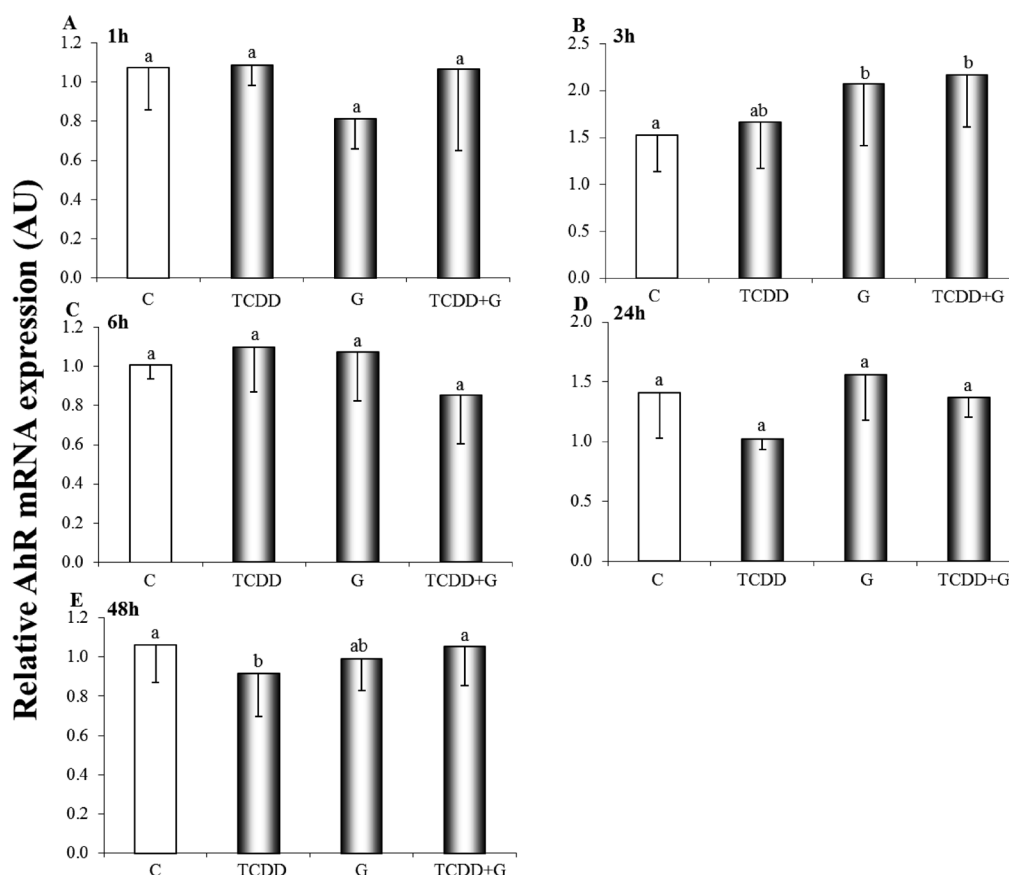 Relative AhR mRNA expression (AU)
A
1h
1.2
1.0
0.8
0.6
0.4
0.2
0.0
a
a
a
a
C
TCDD
G
TCDD+G
B
3h
2.5
2.0
1.5
1.0
0.5
0.0
a
ab
b
b
C
TCDD
G
TCDD+G
C
6h
1.2
1.0
0.8
0.6
0.4
0.2
0.0
a
a
a
a
C
TCDD
G
TCDD+G
D
24h
2.0
1.5
1.0
0.5
0.0
a
a
a
a
C
TCDD
G
TCDD+G
E
48h
1.2
1.0
0.8
0.6
0.4
0.2
0.0
a
b
ab
a
C
TCDD
G
TCDD+G